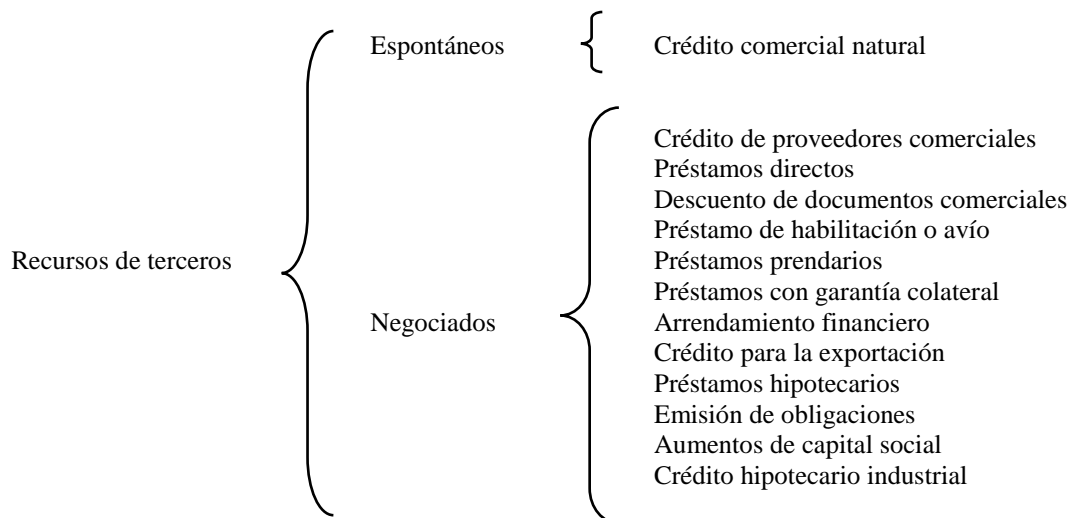 Recursos de terceros
Espontáneos
Crédito comercial natural
Negociados
Crédito de proveedores comerciales
Préstamos directos
Descuento de documentos comerciales
Préstamo de habilitación o avío
Préstamos prendarios
Préstamos con garantía colateral
Arrendamiento financiero
Crédito para la exportación
Préstamos hipotecarios
Emisión de obligaciones
Aumentos de capital social
Crédito hipotecario industrial